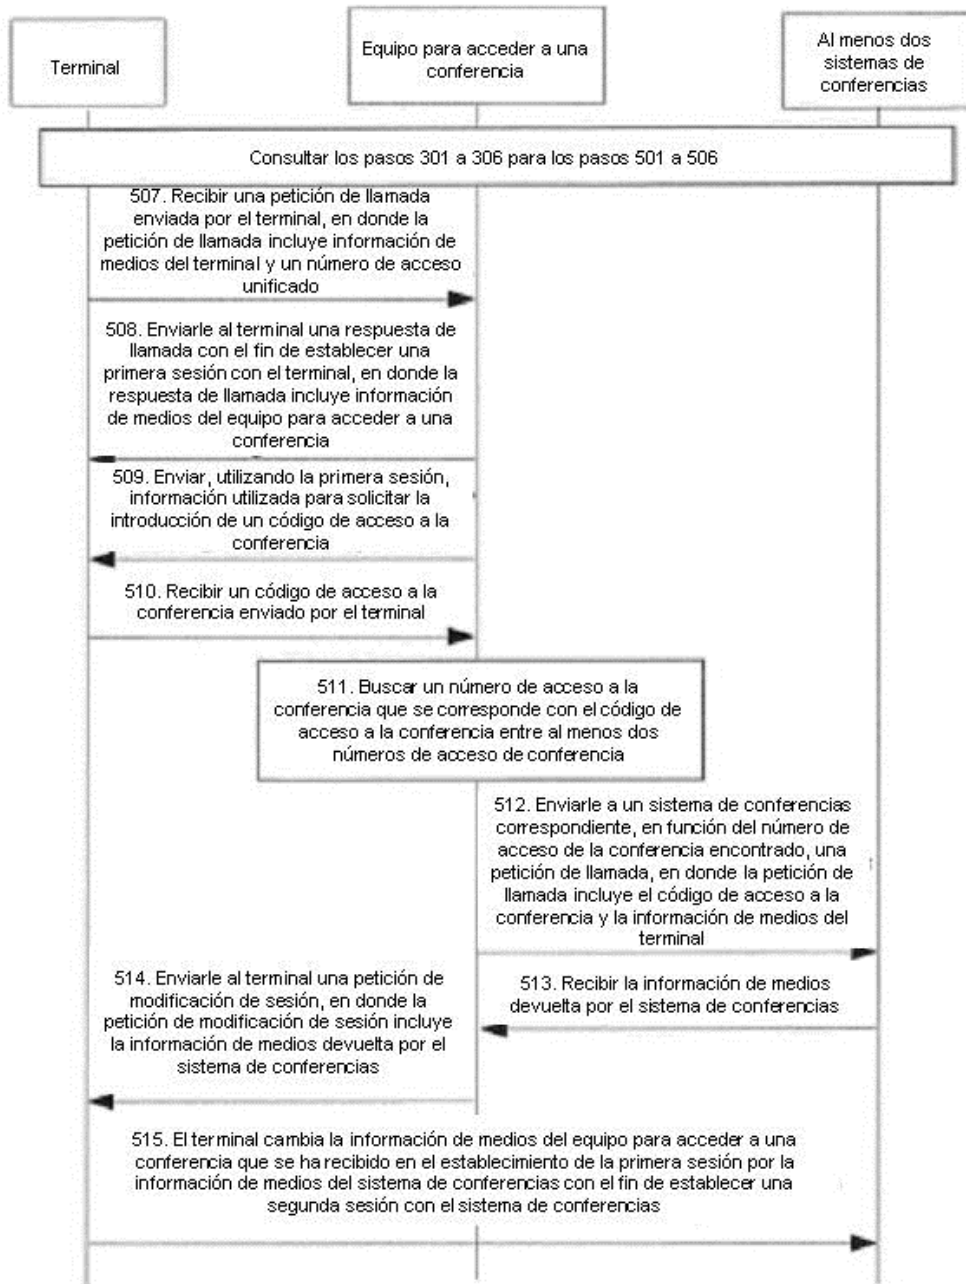 Terminal
Equipo para acceder a una
conferencia
Al menos dos
sistemas de
conferencias
Consultar los pasos 301 a 306 para los pasos 501 a 506
507. Recibir una petición de llamada
enviada por el terminal, en donde la
petición de llamada incluye información de
medios del terminal y un número de acceso
unificado
508. Enviarle al terminal una respuesta de
llamada con el fin de establecer una
primera sesión con el terminal, en donde la
respuesta de llamada incluye información
de medios del equipo para acceder a una
conferencia
509. Enviar, utilizando la primera sesión,
información utilizada para solicitar la
introducción de un código de acceso a la
conferencia
510. Recibir un código de acceso a la
conferencia enviado por el terminal
511. Buscar un número de acceso a la
conferencia que se corresponde con el código de
acceso a la conferencia entre al menos dos
números de acceso de conferencia
512. Enviarle a un sistema de conferencias
correspondiente, en función del número de
acceso de la conferencia encontrado, una
petición de llamada, en donde la petición de
llamada incluye el código de acceso a la
conferencia y la información de medios del
terminal
513. Recibir la información de medios
devuelta por el sistema de conferencias
514. Enviarle al terminal una petición de
modificación de sesión, en donde la
petición de modificación de sesión incluye
la información de medios devuelta por el
sistema de conferencias
515. El terminal cambia la información de medios del equipo para acceder a una
conferencia que se ha recibido en el establecimiento de la primera sesión por la
información de medios del sistema de conferencias con el fin de establecer una
segunda sesión con el sistema de conferencias